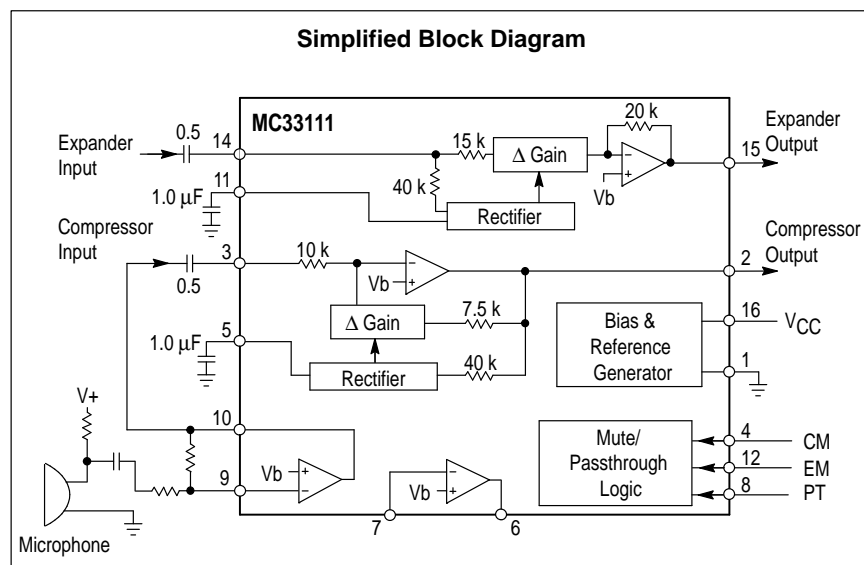 Simplified Block Diagram
MC33111
Expander
Input
0.5
14
15 k
Δ Gain
20 k
Expander
Output
15
Vb
40 k
11
1.0 μF
Rectifier
Compressor
Input
3
0.5
10 k
Vb
Compressor
Output
2
Δ Gain
7.5 k
5
1.0 μF
Rectifier
40 k
Bias &
Reference
Generator
16
VCC
1
V+
10
9
Vb
Microphone
Vb
7
6
Mute/
Passthrough
Logic
4
CM
12
EM
8
PT